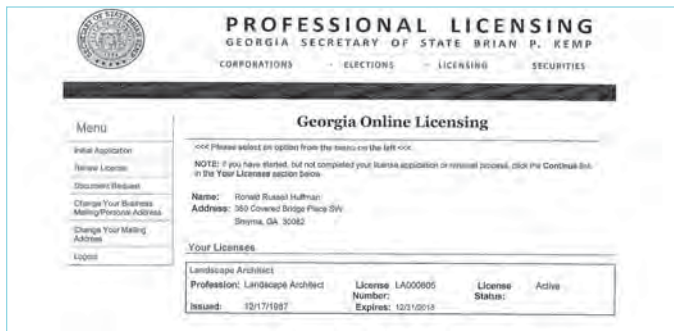 PROFESSIONAL LICENSING
GEORGIA SECRETARY OF STATE BRIAN P. KEMP
CORPORATIONS - ELECTIONS - LICENSING SECURITIES
Georgia Online Licensing
Menu
Initial Application
Renew License
Document Request
Change Your Business Mailing/Personal Address
Change Your Mailing Address
Logout
<<< Please select an option from the menu on the left <<<
NOTE: If you have started, but not completed your license application or renewal process, click the Continue link
in the Your Licenses section below.
Name: Ronald Russell Huffman
Address: 389 Covered Bridge Place SW
Smyrna, GA 30082
Your Licenses
Landscape Architect
Profession: Landscape Architect License Number: LA000805 License Status: Active
Issued: 12/17/1987 Expires: 12/31/2018